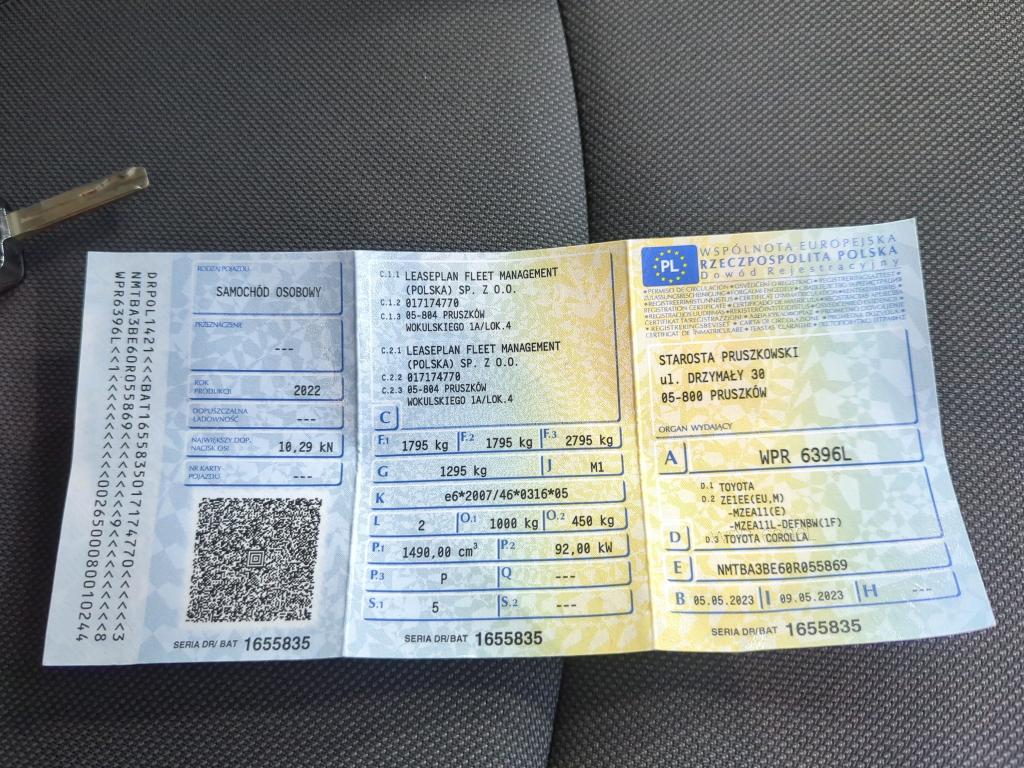 DRPOL1421<<BAT1655835017174770<<<<<3
NMTBA3BE60R055869<<<<<<<<9<<<<<<<<<8
RODZAJ POJAZDU
SAMOCHÓD OSOBOWY
PRZEZNACZENIE
---
ROK
PRODUKCJI 2022
DOPUSZCZALNA
ŁADOWNOŚĆ ---
NAJWIĘKSZY DOP.
NACISK OSI 10,29 kN
NR KARTY
POJAZDU ---
SERIA DR/ BAT 1655835
C.1.1 LEASEPLAN FLEET MANAGEMENT
(POLSKA) SP. Z O.O.
C.1.2 017174770
C.1.3 05-804 PRUSZKÓW
WOKULSKIEGO 1A/LOK.4
C.2.1 LEASEPLAN FLEET MANAGEMENT
(POLSKA) SP. Z O.O.
C.2.2 017174770
C.2.3 05-804 PRUSZKÓW
WOKULSKIEGO 1A/LOK.4
C
F.1 1795 kg F.2 1795 kg F.3 2795 kg
G 1295 kg J M1
K e6*2007/46*0316*05
L 2 O.1 1000 kg O.2 450 kg
P.1 1490,00 cm³ P.2 92,00 kW
P.3 P Q ---
S.1 5 S.2 ---
SERIA DR/BAT 1655835
PL
WSPÓLNOTA EUROPEJSKA
RZECZPOSPOLITA POLSKA
Dowód Rejestracyjny
STAROSTA PRUSZKOWSKI
ul. DRZYMAŁY 30
05-800 PRUSZKÓW
ORGAN WYDAJĄCY
A WPR 6396L
D.1 TOYOTA
D.2 ZE1EE(EU,M)
-MZEA11(E)
-MZEA11L-DEFNBW(1F)
D D.3 TOYOTA COROLLA
E NMTBA3BE60R055869
B 05.05.2023 I 09.05.2023 H ---
SERIA DR/BAT 1655835